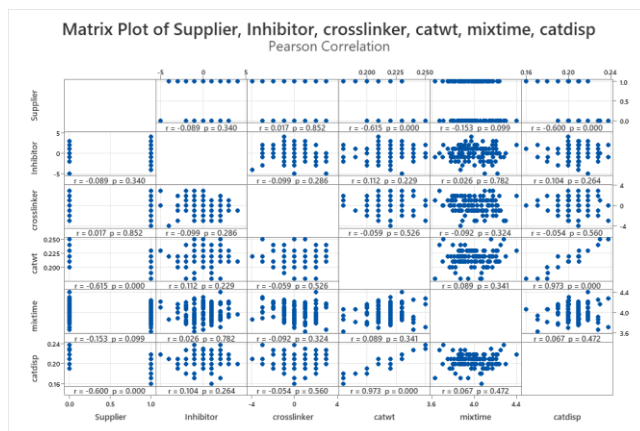 Matrix Plot of Supplier, Inhibitor, crosslinker, catwt, mixtime, catdisp
Pearson Correlation
-5 0 5 0.200 0.225 0.250 0.16 0.20 0.24
Supplier
1.0
0.5
0.0
r = -0.089 p = 0.340 r = 0.017 p = 0.852 r = -0.615 p = 0.000 r = -0.153 p = 0.099 r = -0.600 p = 0.000
Inhibitor
5
0
-5
r = -0.089 p = 0.340 r = -0.099 p = 0.286 r = 0.112 p = 0.229 r = 0.026 p = 0.782 r = 0.104 p = 0.264
crosslinker
4
0
-4
r = 0.017 p = 0.852 r = -0.099 p = 0.286 r = -0.059 p = 0.526 r = -0.092 p = 0.324 r = -0.054 p = 0.560
catwt
0.250
0.225
0.200
r = -0.615 p = 0.000 r = 0.112 p = 0.229 r = -0.059 p = 0.526 r = 0.089 p = 0.341 r = 0.973 p = 0.000
mixtime
4.4
4.0
3.6
r = -0.153 p = 0.099 r = 0.026 p = 0.782 r = -0.092 p = 0.324 r = 0.089 p = 0.341 r = 0.067 p = 0.472
catdisp
0.24
0.20
0.16
r = -0.600 p = 0.000 r = 0.104 p = 0.264 r = -0.054 p = 0.560 r = 0.973 p = 0.000 r = 0.067 p = 0.472
0.0 0.5 1.0 -4 0 4 3.6 4.0 4.4
Supplier Inhibitor crosslinker catwt mixtime catdisp